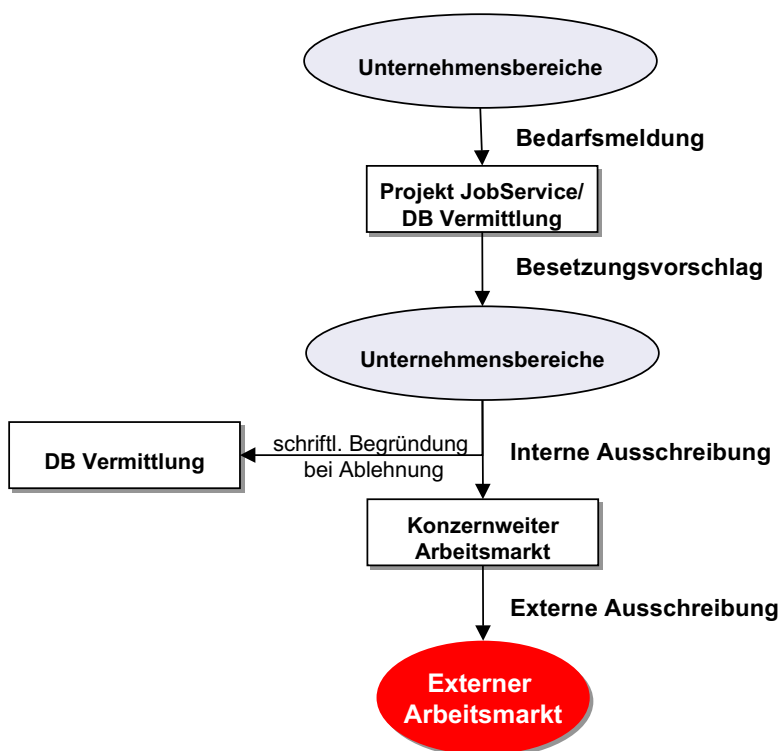 Unternehmensbereiche
Bedarfsmeldung
Projekt JobService/
DB Vermittlung
Besetzungsvorschlag
Unternehmensbereiche
DB Vermittlung
schriftl. Begründung
bei Ablehnung
Interne Ausschreibung
Konzernweiter
Arbeitsmarkt
Externe Ausschreibung
Externer
Arbeitsmarkt